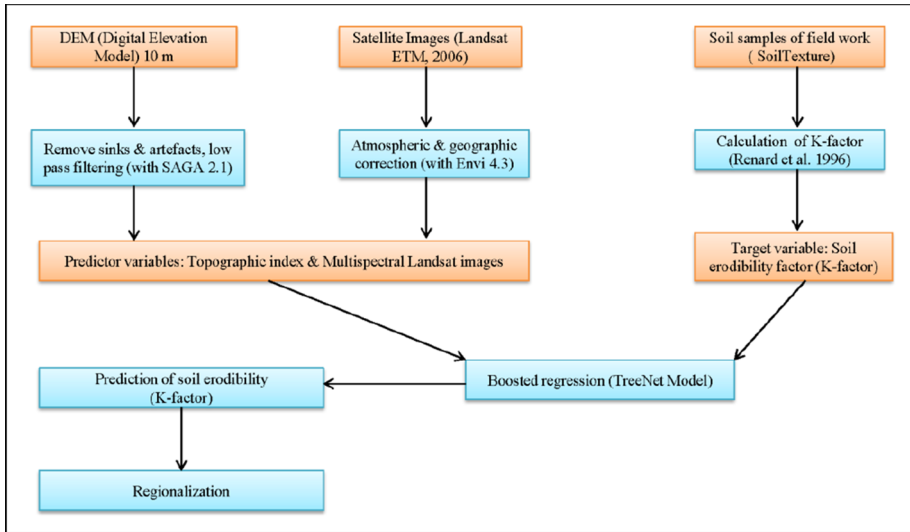 DEM (Digital Elevation
Model) 10 m
Satellite Images (Landsat
ETM, 2006)
Soil samples of field work
( SoilTexture)
Remove sinks & artefacts, low
pass filtering (with SAGA 2.1)
Atmospheric & geographic
correction (with Envi 4.3)
Calculation of K-factor
(Renard et al. 1996)
Predictor variables: Topographic index & Multispectral Landsat images
Target variable: Soil
erodibility factor (K-factor)
Boosted regression (TreeNet Model)
Prediction of soil erodibility
(K-factor)
Regionalization